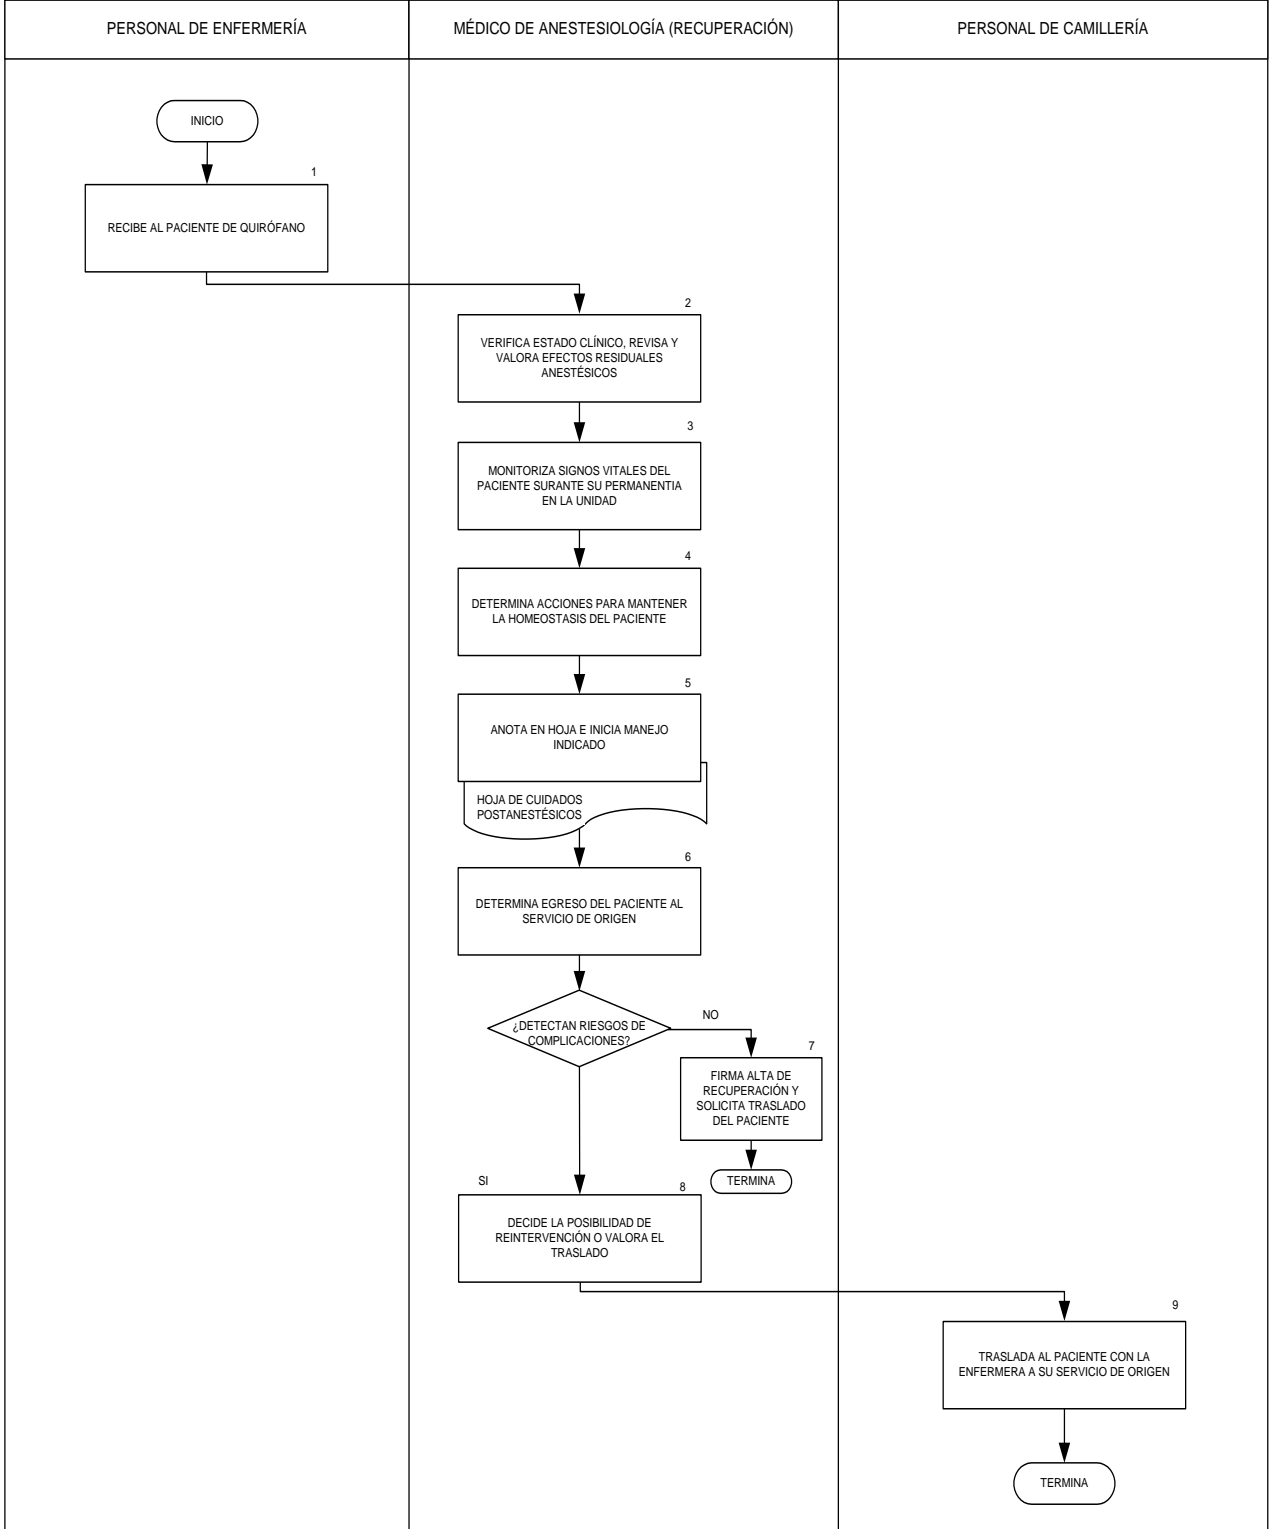 PERSONAL DE ENFERMERÍA
MÉDICO DE ANESTESIOLOGÍA (RECUPERACIÓN)
PERSONAL DE CAMILLERÍA
INICIO
1
RECIBE AL PACIENTE DE QUIRÓFANO
2
VERIFICA ESTADO CLÍNICO, REVISA Y
VALORA EFECTOS RESIDUALES
ANESTÉSICOS
3
MONITORIZA SIGNOS VITALES DEL
PACIENTE SURANTE SU PERMANENTIA
EN LA UNIDAD
4
DETERMINA ACCIONES PARA MANTENER
LA HOMEOSTASIS DEL PACIENTE
5
ANOTA EN HOJA E INICIA MANEJO
INDICADO
HOJA DE CUIDADOS
POSTANESTÉSICOS
6
DETERMINA EGRESO DEL PACIENTE AL
SERVICIO DE ORIGEN
¿DETECTAN RIESGOS DE
COMPLICACIONES?
NO
7
FIRMA ALTA DE
RECUPERACIÓN Y
SOLICITA TRASLADO
DEL PACIENTE
TERMINA
SI
8
DECIDE LA POSIBILIDAD DE
REINTERVENCIÓN O VALORA EL
TRASLADO
9
TRASLADA AL PACIENTE CON LA
ENFERMERA A SU SERVICIO DE ORIGEN
TERMINA